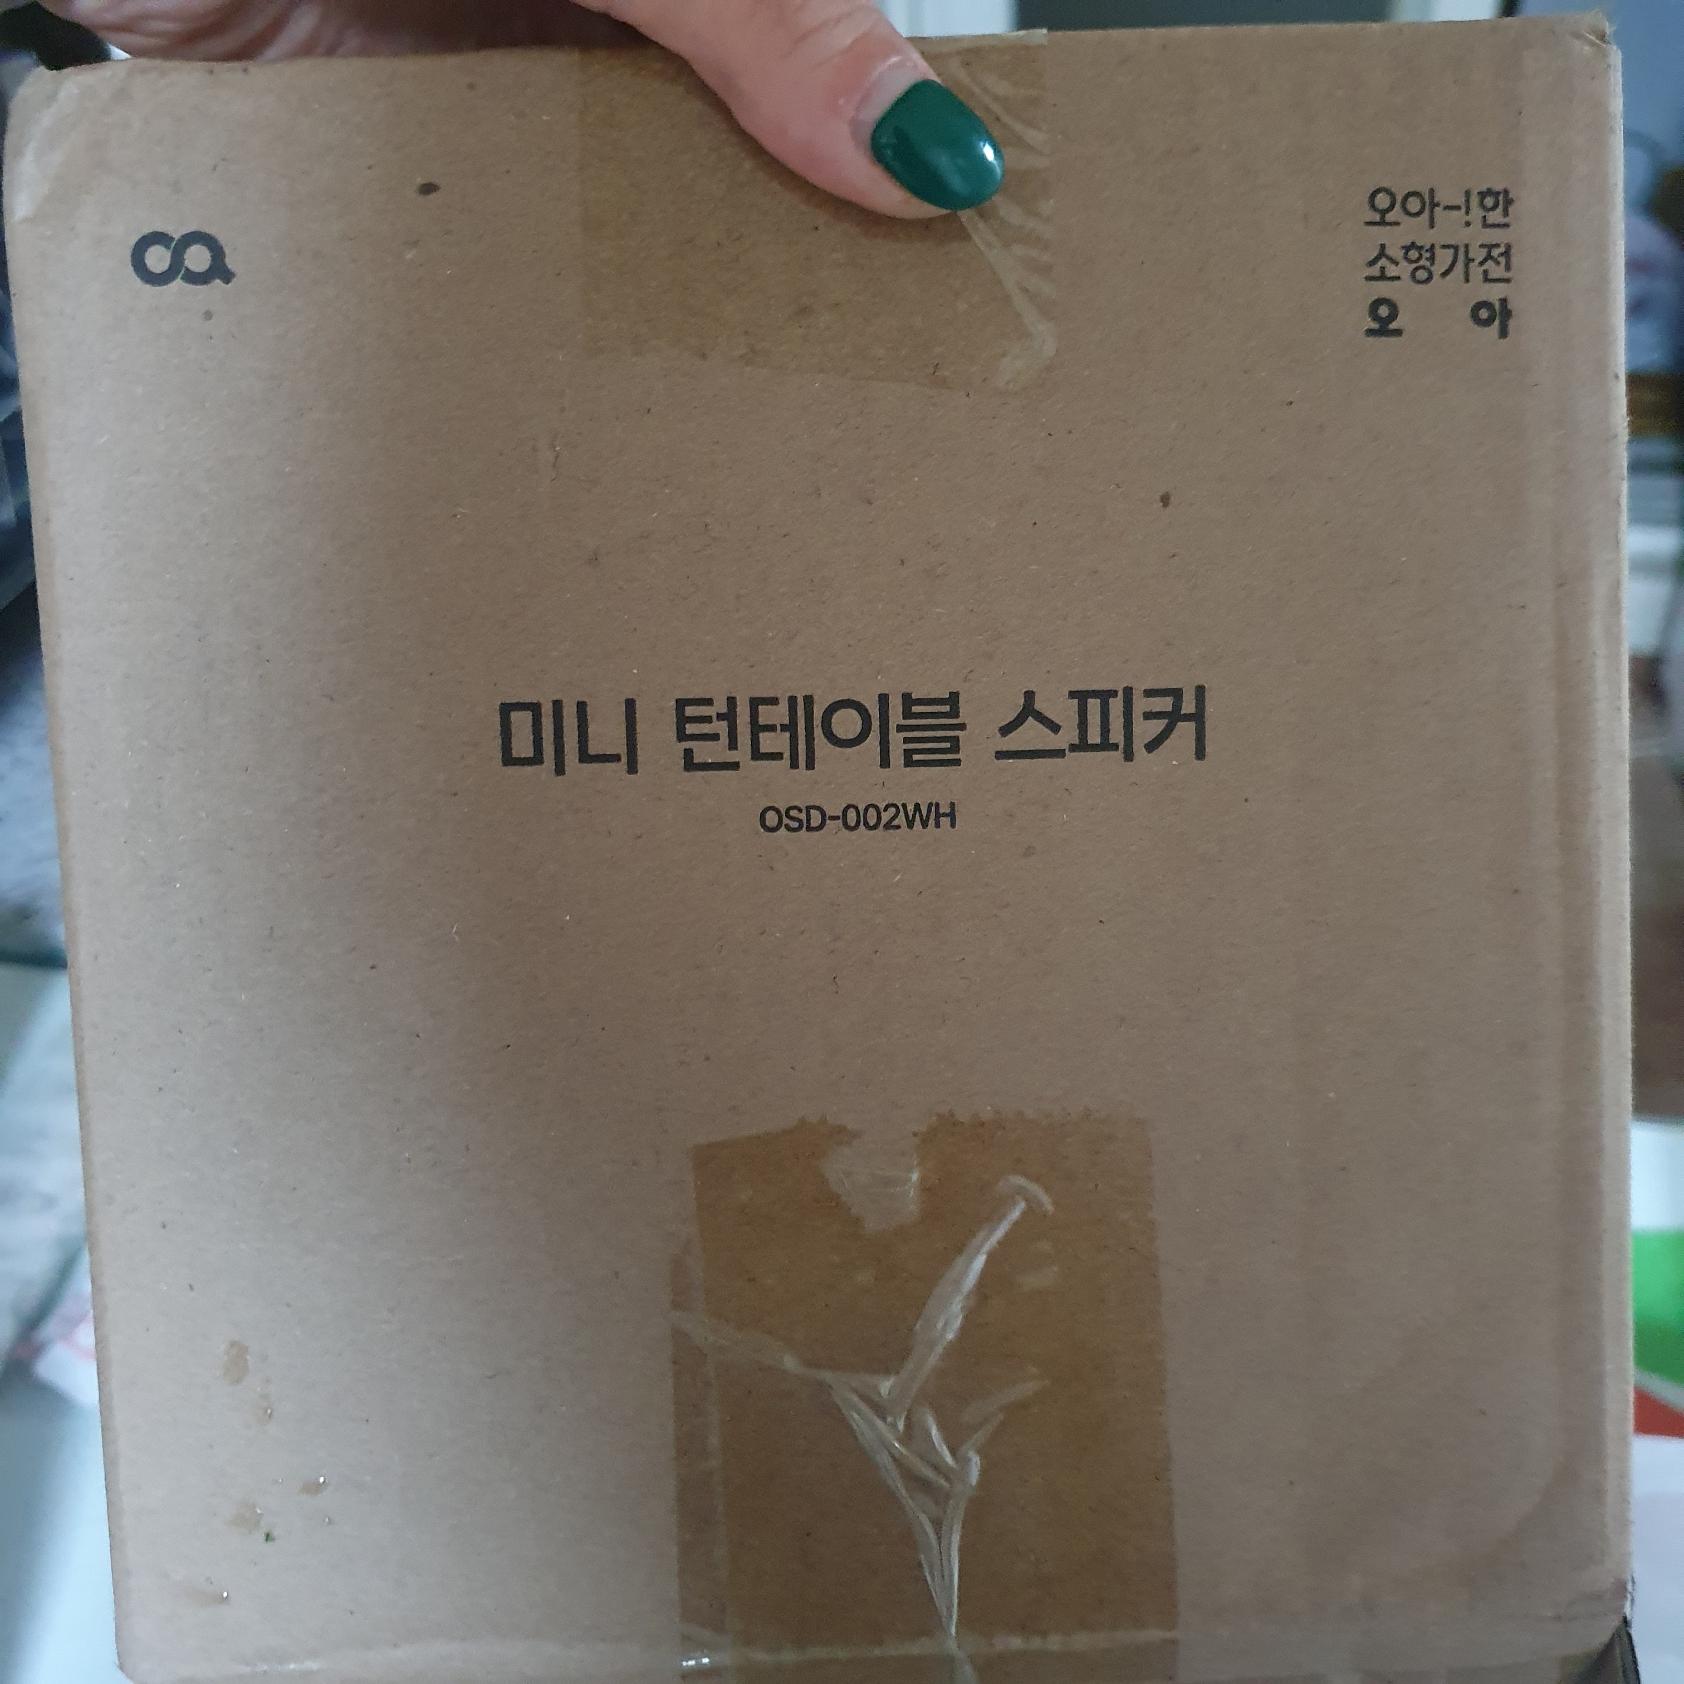 oa
오아-!한
소형가전
오 아
미니 턴테이블 스피커
OSD-002WH